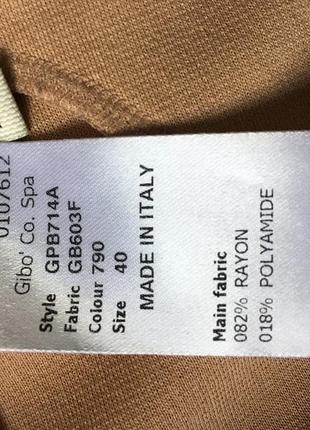 0107612
Gibo' Co. Spa
Style GPB714A
Fabric GB603F
Colour 790
Size 40
MADE IN ITALY
Main fabric
082% RAYON
018% POLYAMIDE